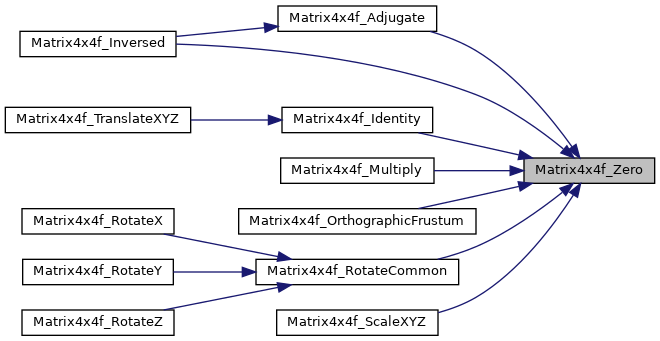 Matrix4x4f_Adjugate
Matrix4x4f_Inversed
Matrix4x4f_TranslateXYZ
Matrix4x4f_Identity
Matrix4x4f_Multiply
Matrix4x4f_Zero
Matrix4x4f_RotateX
Matrix4x4f_OrthographicFrustum
Matrix4x4f_RotateY
Matrix4x4f_RotateCommon
Matrix4x4f_RotateZ
Matrix4x4f_ScaleXYZ